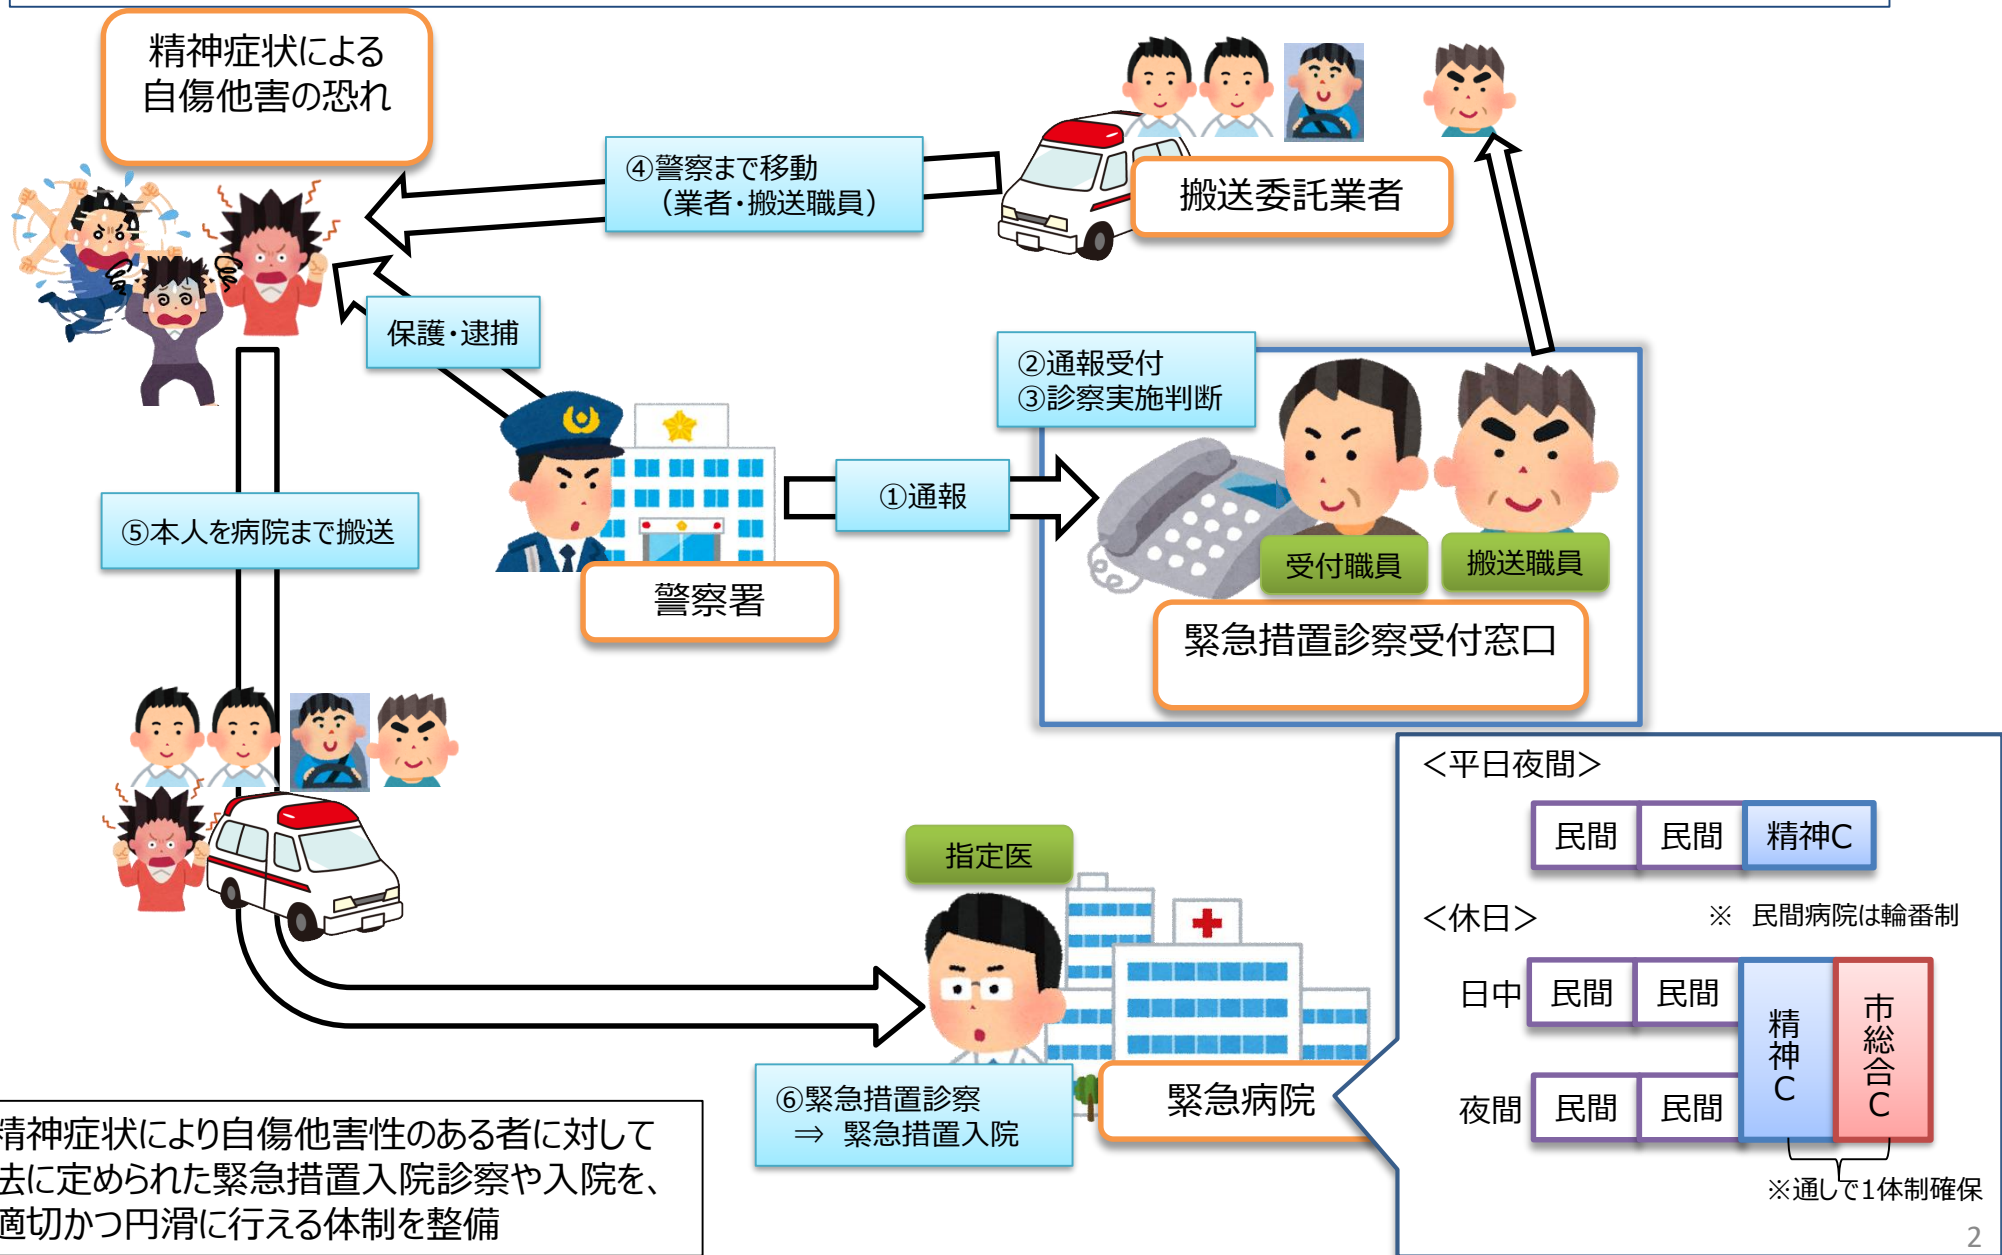 精神症状による
自傷他害の恐れ
④警察まで移動
（業者・搬送職員）
搬送委託業者
保護・逮捕
②通報受付
③診察実施判断
①通報
⑤本人を病院まで搬送
警察署
受付職員
搬送職員
緊急措置診察受付窓口
＜平日夜間＞
民間 民間 精神C
＜休日＞
※ 民間病院は輪番制
日中 民間 民間
精神C
市総合C
夜間 民間 民間
※通しで1体制確保
指定医
⑥緊急措置診察
⇒ 緊急措置入院
緊急病院
精神症状により自傷他害性のある者に対して
法に定められた緊急措置入院診察や入院を、
適切かつ円滑に行える体制を整備
2